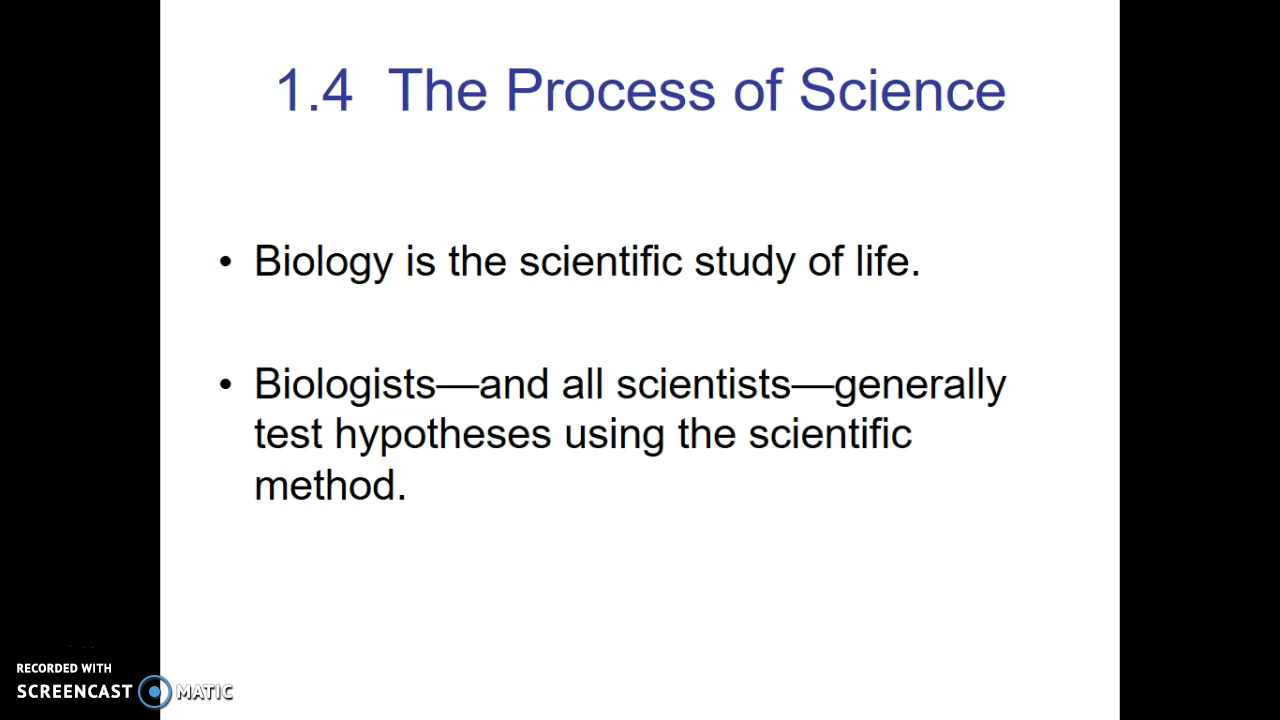 1.4 The Process of Science
• Biology is the scientific study of life.
• Biologists—and all scientists—generally
test hypotheses using the scientific
method.
RECORDED WITH
SCREENCAST MATIC